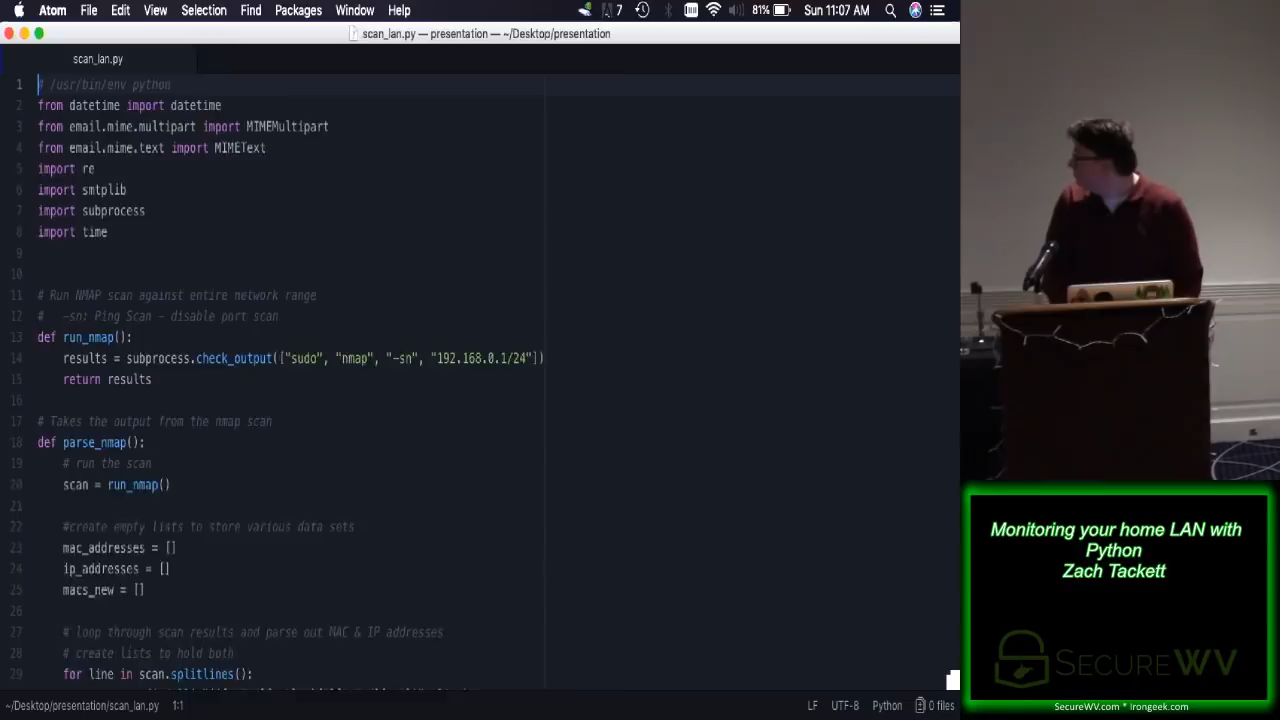 Atom File Edit View Selection Find Packages Window Help 7 81% Sun 11:07 AM
scan_lan.py — presentation — ~/Desktop/presentation
scan_lan.py
1 # /usr/bin/env python
2 from datetime import datetime
3 from email.mime.multipart import MIMEMultipart
4 from email.mime.text import MIMEText
5 import re
6 import smtplib
7 import subprocess
8 import time
9
10
11 # Run NMAP scan against entire network range
12 #   -sn: Ping Scan - disable port scan
13 def run_nmap():
14     results = subprocess.check_output(["sudo", "nmap", "-sn", "192.168.0.1/24"])
15     return results
16
17 # Takes the output from the nmap scan
18 def parse_nmap():
19     # run the scan
20     scan = run_nmap()
21
22     #create empty lists to store various data sets
23     mac_addresses = []
24     ip_addresses = []
25     macs_new = []
26
27     # loop through scan results and parse out MAC & IP addresses
28     # create lists to hold both
29     for line in scan.splitlines():
~/Desktop/presentation/scan_lan.py 1:1 LF UTF-8 Python 0 files
Monitoring your home LAN with
Python
Zach Tackett
SECUREWV
SecureWV.com * Irongeek.com